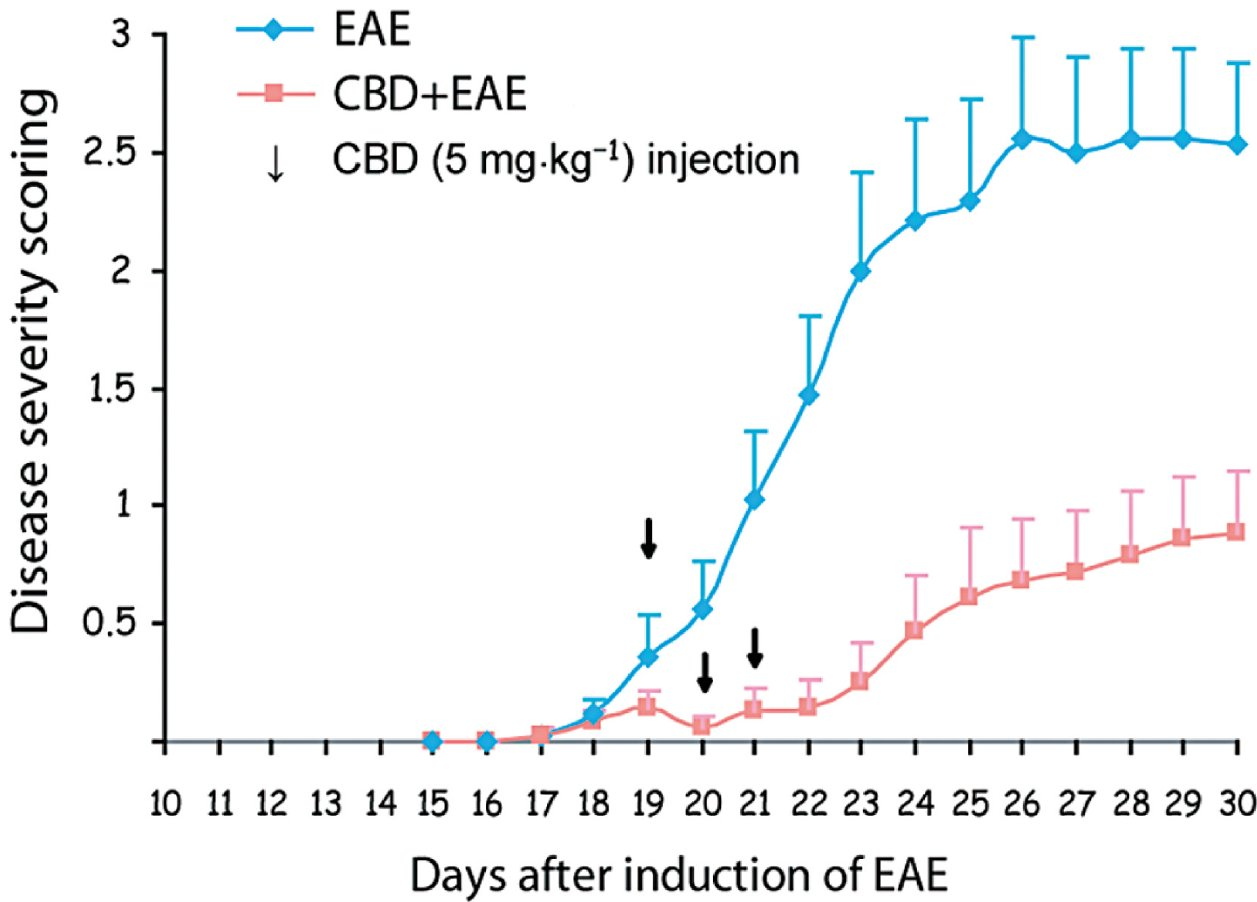 EAE
CBD+EAE
↓ CBD (5 mg·kg⁻¹) injection
Disease severity scoring
3
2.5
2
1.5
1
0.5
10 11 12 13 14 15 16 17 18 19 20 21 22 23 24 25 26 27 28 29 30
Days after induction of EAE